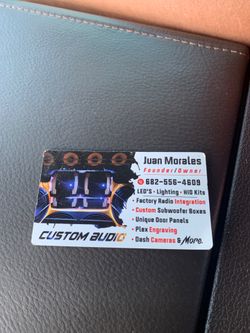 Juan Morales
Founder/Owner
682-556-4609
LED'S - Lighting - HID Kits
• Factory Radio Integration
• Custom Subwoofer Boxes
• Unique Door Panels
• Plex Engraving
• Dash Cameras & More.
CUSTOM AUDIO